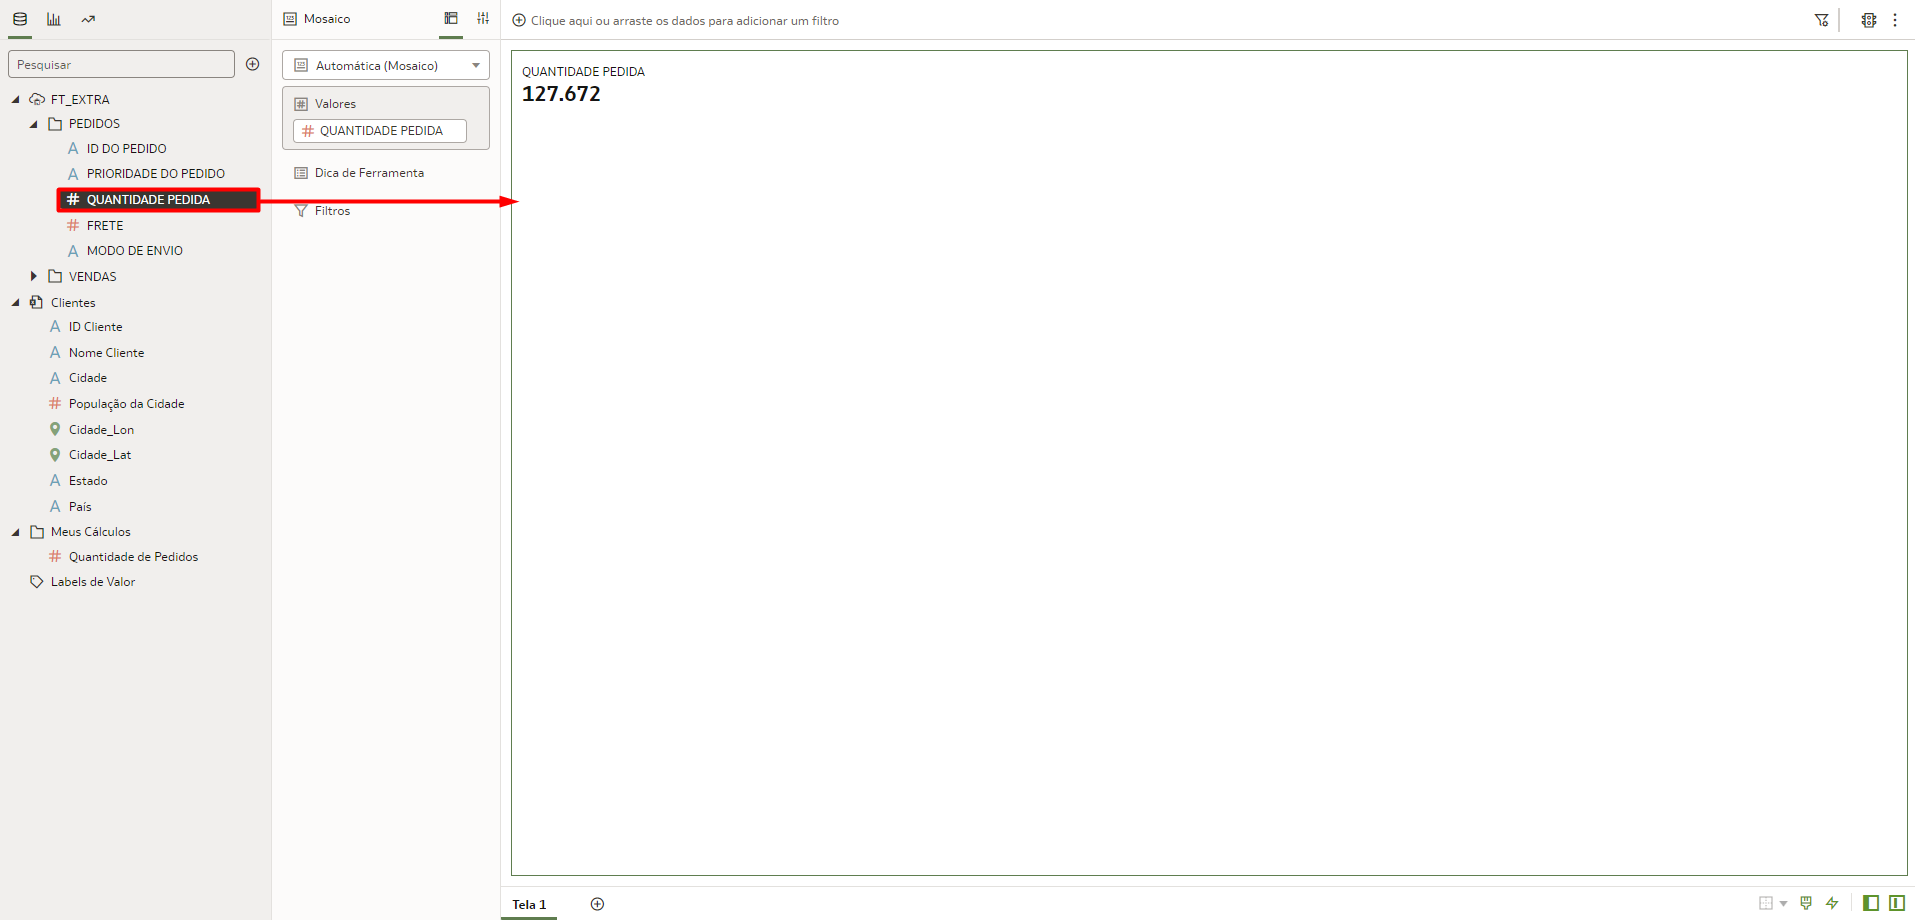 Pesquisar
FT_EXTRA
PEDIDOS
ID DO PEDIDO
PRIORIDADE DO PEDIDO
QUANTIDADE PEDIDA
FRETE
MODO DE ENVIO
VENDAS
Clientes
ID Cliente
Nome Cliente
Cidade
População da Cidade
Cidade_Lon
Cidade_Lat
Estado
País
Meus Cálculos
Quantidade de Pedidos
Labels de Valor
Mosaico
Automática (Mosaico)
Valores
QUANTIDADE PEDIDA
Dica de Ferramenta
Filtros
Clique aqui ou arraste os dados para adicionar um filtro
QUANTIDADE PEDIDA
127.672
Tela 1